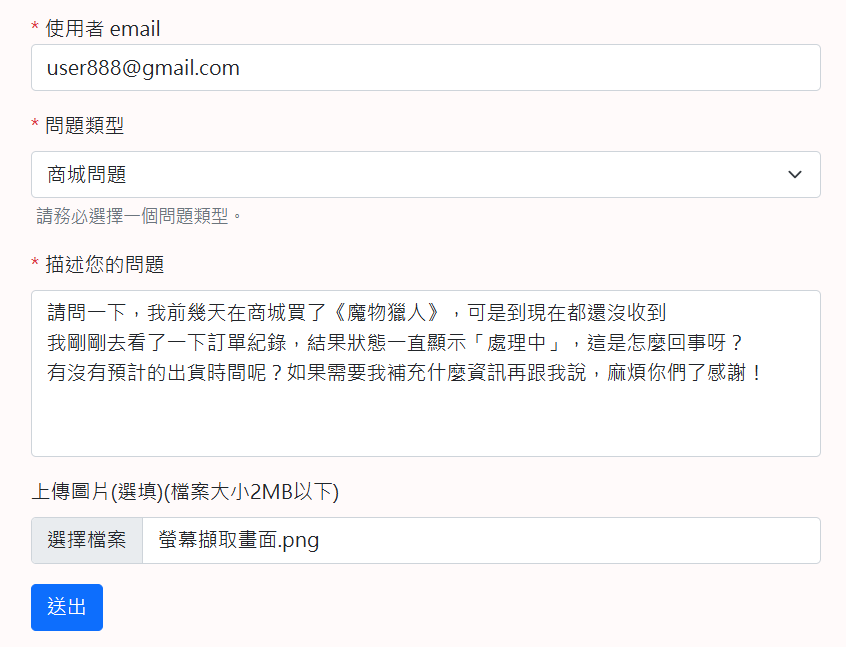 * 使用者 email
user888@gmail.com
* 問題類型
商城問題
請務必選擇一個問題類型。
* 描述您的問題
請問一下，我前幾天在商城買了《魔物獵人》，可是到現在都還沒收到
我剛剛去看了一下訂單紀錄，結果狀態一直顯示「處理中」，這是怎麼回事呀？
有沒有預計的出貨時間呢？如果需要我補充什麼資訊再跟我說，麻煩你們了感謝！
上傳圖片(選填)(檔案大小2MB以下)
選擇檔案 螢幕擷取畫面.png
送出